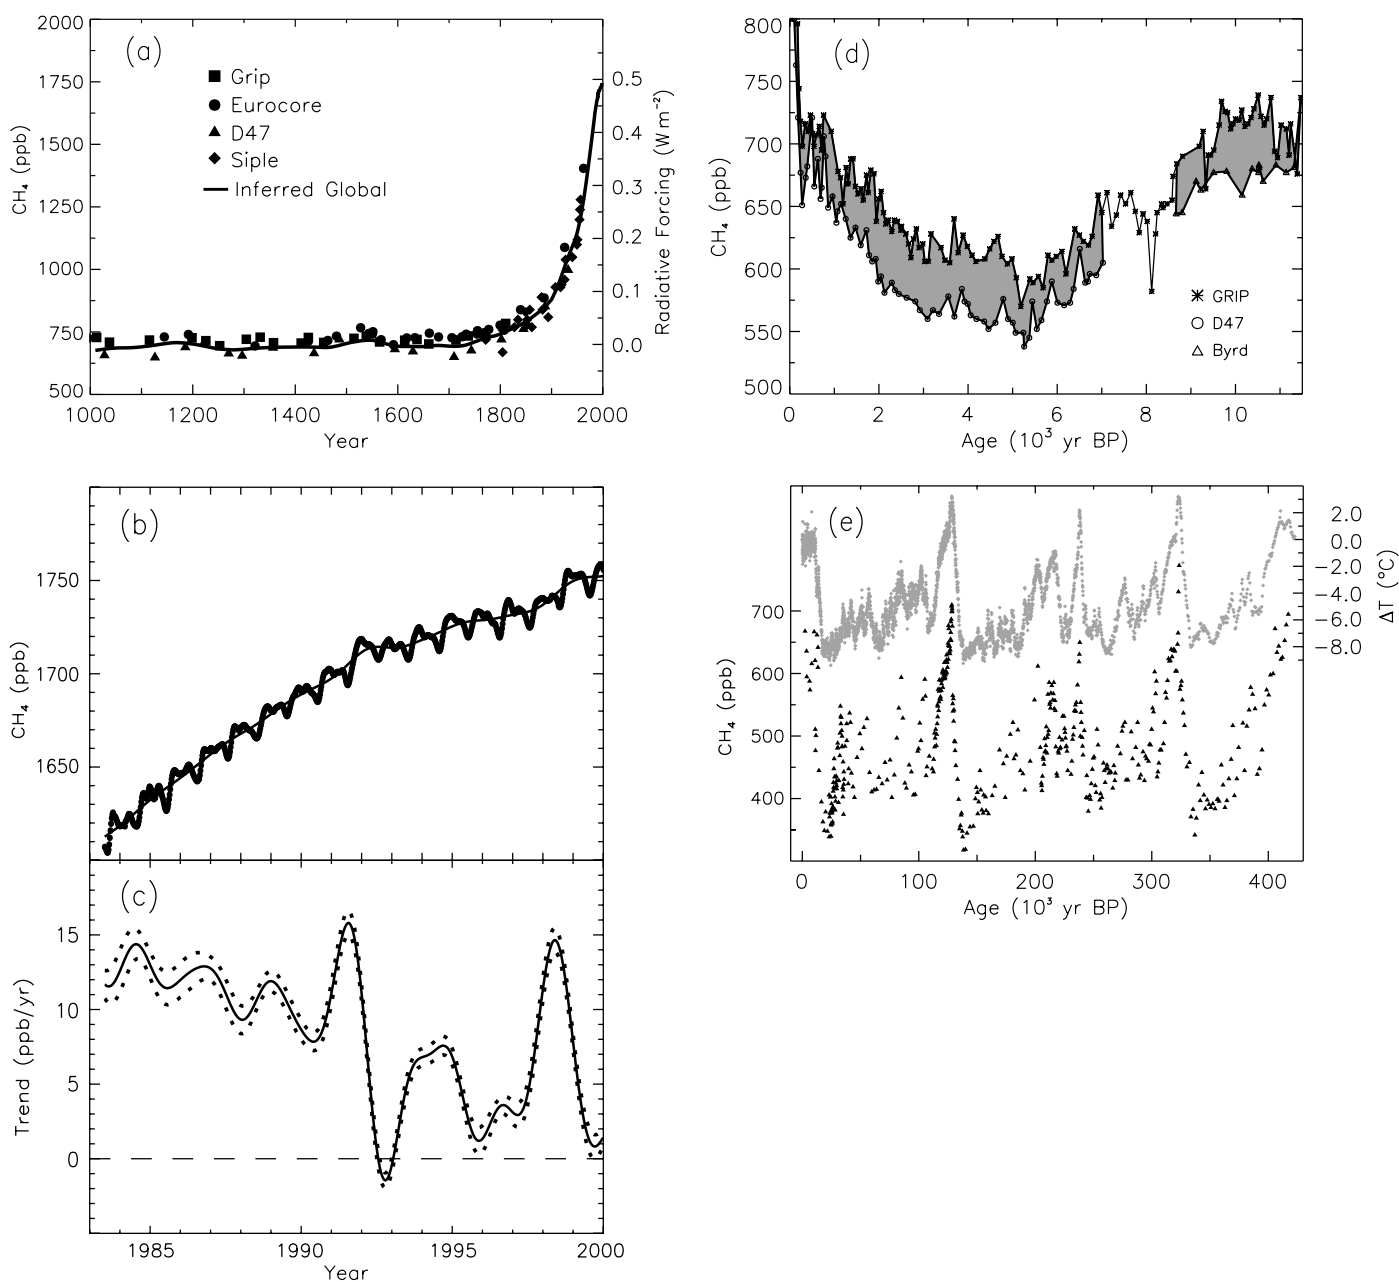 (a)
2000
1750
1500
1250
1000
750
500
CH₄ (ppb)
Grip
Eurocore
D47
Siple
Inferred Global
0.5
0.4
0.3
0.2
0.1
0.0
Radiative Forcing (Wm⁻²)
1000 1200 1400 1600 1800 2000
Year
(d)
800
750
700
650
600
550
500
CH₄ (ppb)
GRIP
D47
Byrd
0 2 4 6 8 10
Age (10³ yr BP)
(b)
1750
1700
1650
CH₄ (ppb)
(c)
15
10
5
0
Trend (ppb/yr)
1985 1990 1995 2000
Year
(e)
700
600
500
400
CH₄ (ppb)
2.0
0.0
−2.0
−4.0
−6.0
−8.0
ΔT (°C)
0 100 200 300 400
Age (10³ yr BP)